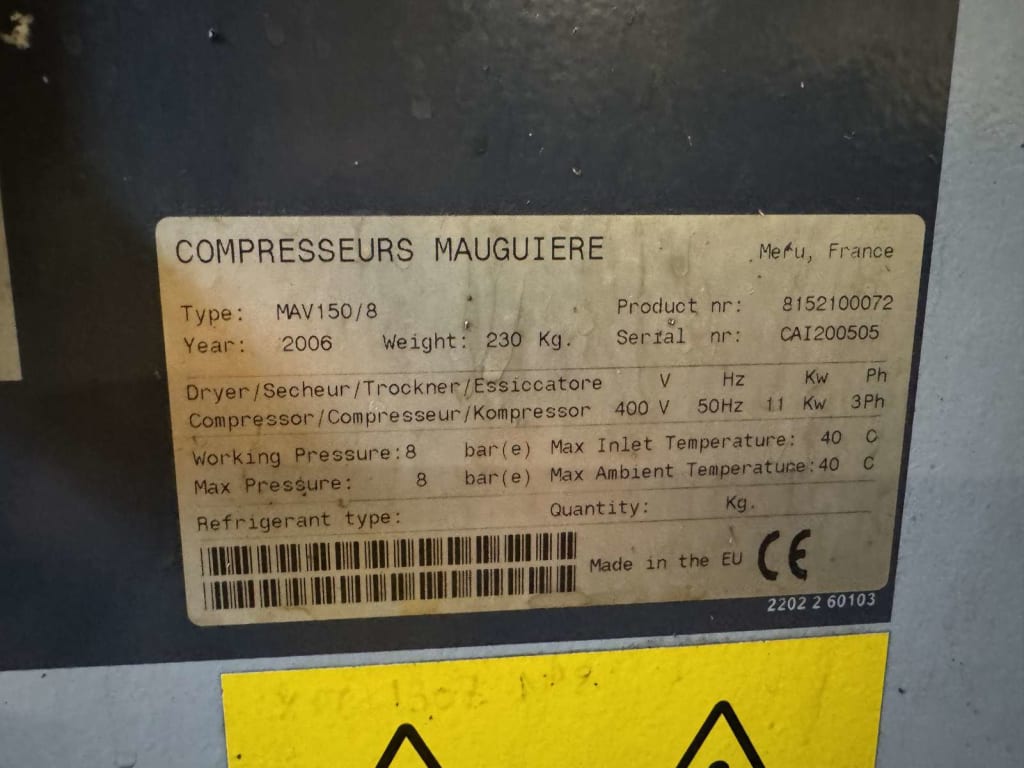 COMPRESSEURS MAUGUIERE Meru, France
Type: MAV150/8 Product nr: 8152100072
Year: 2006 Weight: 230 Kg. Serial nr: CAI200505
Dryer/Secheur/Trockner/Essiccatore V Hz Kw Ph
Compressor/Compresseur/Kompressor 400 V 50Hz 11 Kw 3Ph
Working Pressure:8 bar(e) Max Inlet Temperature: 40 C
Max Pressure: 8 bar(e) Max Ambient Temperature:40 C
Refrigerant type: Quantity: Kg.
Made in the EU CE
2202 2 60103